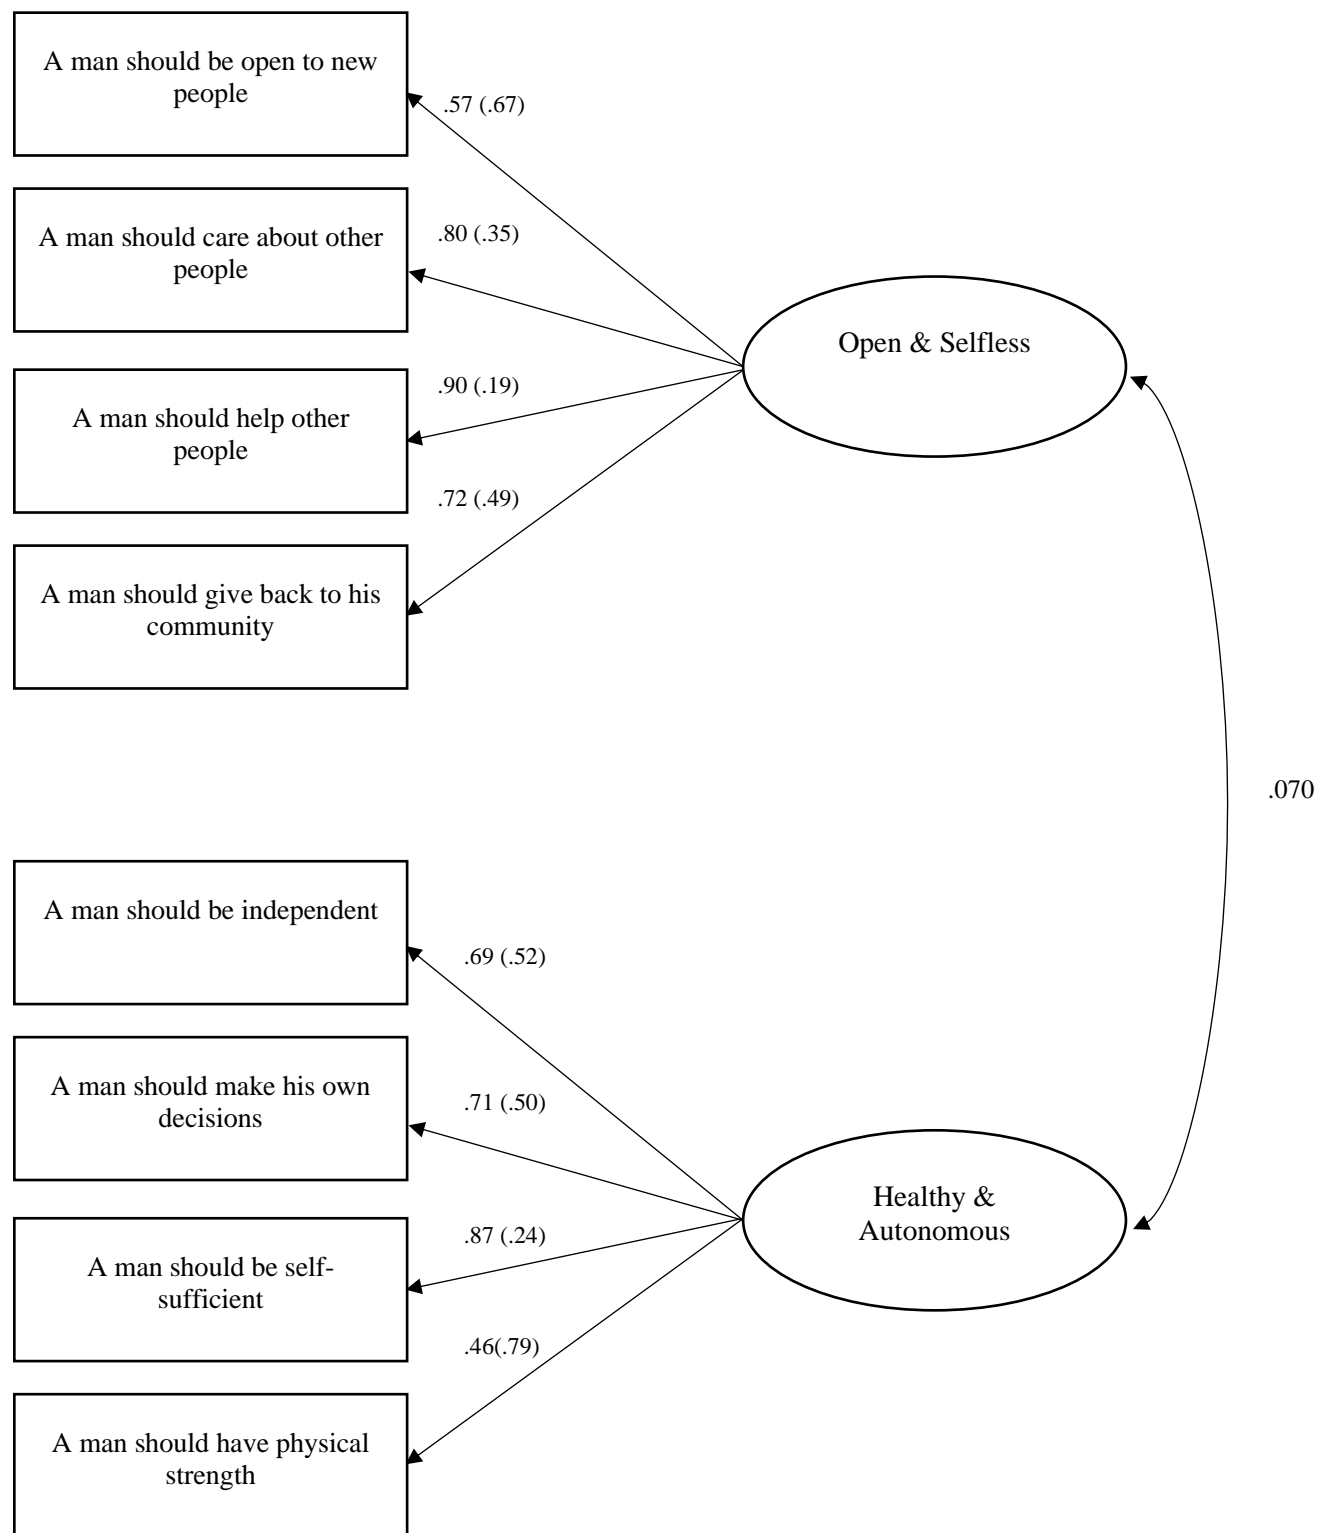 A man should be open to new
people
.57 (.67)
A man should care about other
people
.80 (.35)
Open & Selfless
A man should help other
people
.90 (.19)
.72 (.49)
A man should give back to his
community
.070
A man should be independent
.69 (.52)
A man should make his own
decisions
.71 (.50)
Healthy &
Autonomous
A man should be self-
sufficient
.87 (.24)
.46(.79)
A man should have physical
strength